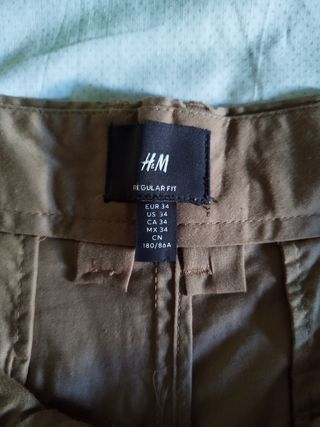 H&M
REGULAR FIT
EUR 34
US 34
CA 34
MX 34
CN
180/86A